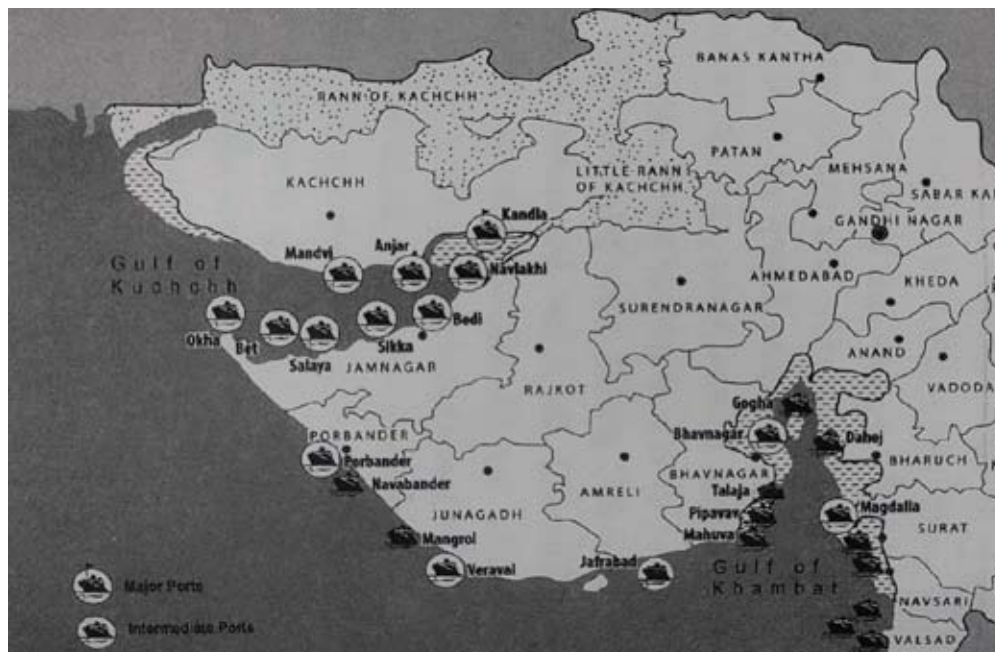 BANAS KANTHA
RANN OF KACHCHH
PATAN
LITTLE RANN
OF KACHCHH
MEHSANA
KACHCHH
SABAR KAN
GANDHI NAGAR
Kandla
Anjar
Mandvi
Navlakhi
Gulf of
Kuchchh
AHMEDABAD
KHEDA
SURENDRANAGAR
Bedi
Okha
Bet
Sikka
Salaya
JAMNAGAR
ANAND
RAJKOT
VADODA
Gogha
PORBANDER
Bhavnagar
Dahej
Porbander
BHAVNAGAR
BHARUCH
Navabander
AMRELI
Talaja
JUNAGADH
Pipavav
Magdalla
SURAT
Mangrol
Mahuva
Veraval
Jafrabad
Gulf of
Khambat
Major Ports
NAVSARI
Intermediate Ports
VALSAD